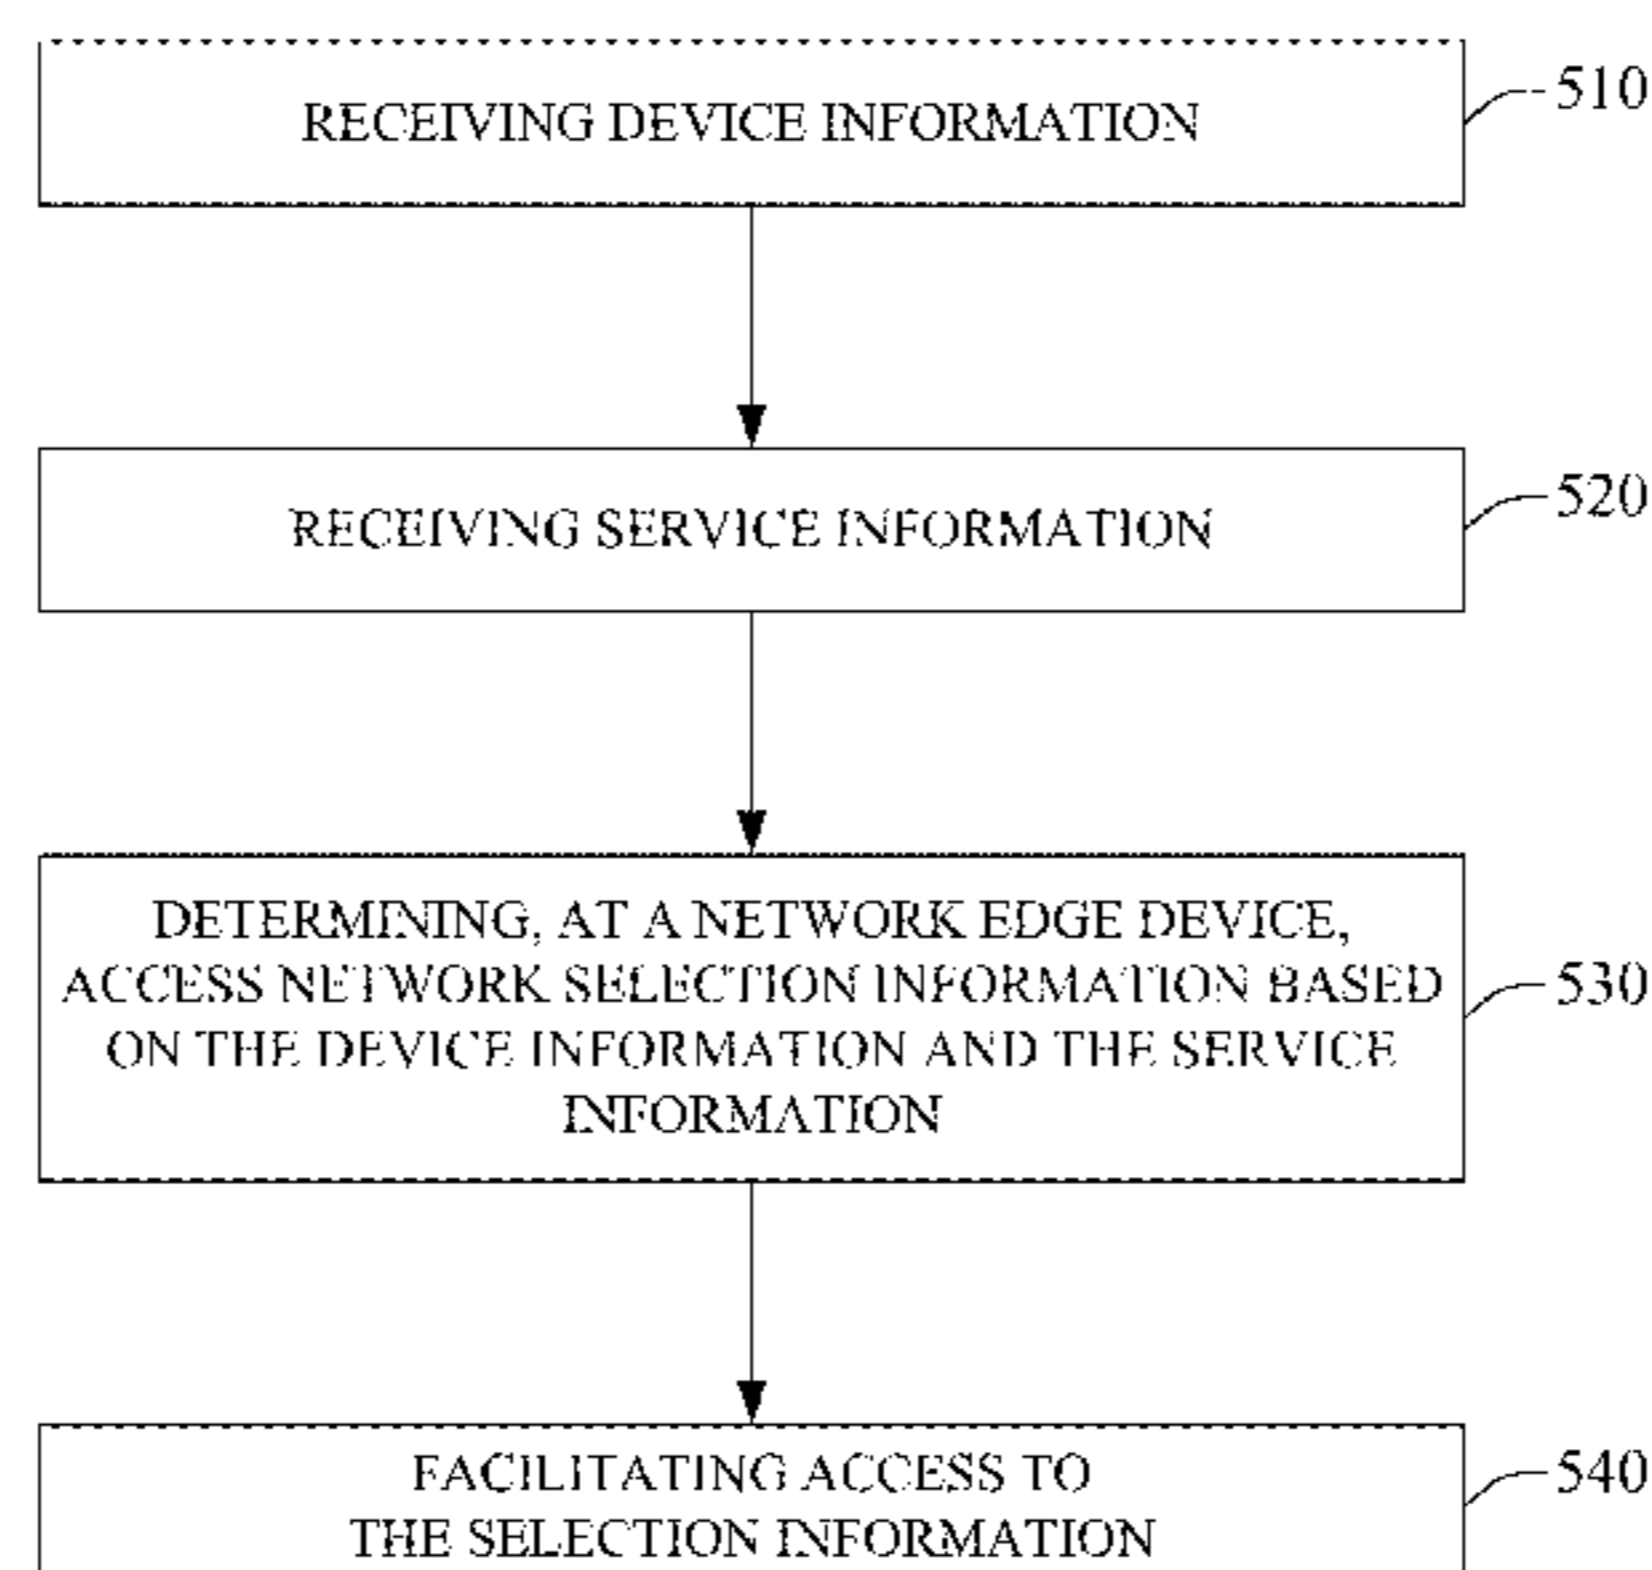 RECEIVING DEVICE INFORMATION
510
RECEIVING SERVICE INFORMATION
520
DETERMINING, AT A NETWORK EDGE DEVICE,
ACCESS NETWORK SELECTION INFORMATION BASED
ON THE DEVICE INFORMATION AND THE SERVICE
INFORMATION
530
FACILITATING ACCESS TO
THE SELECTION INFORMATION
540